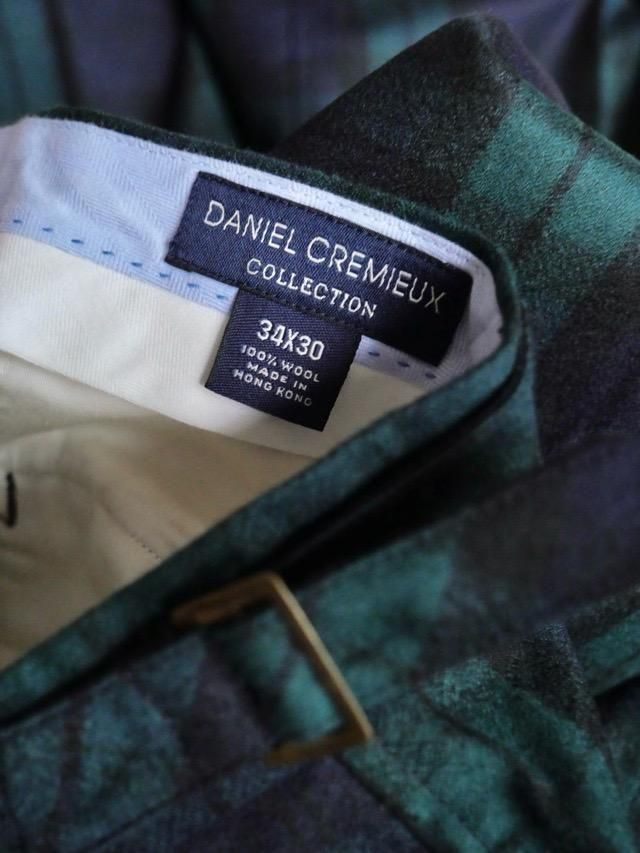 DANIEL CREMIEUX
COLLECTION
34X30
100% WOOL
MADE IN
HONG KONG